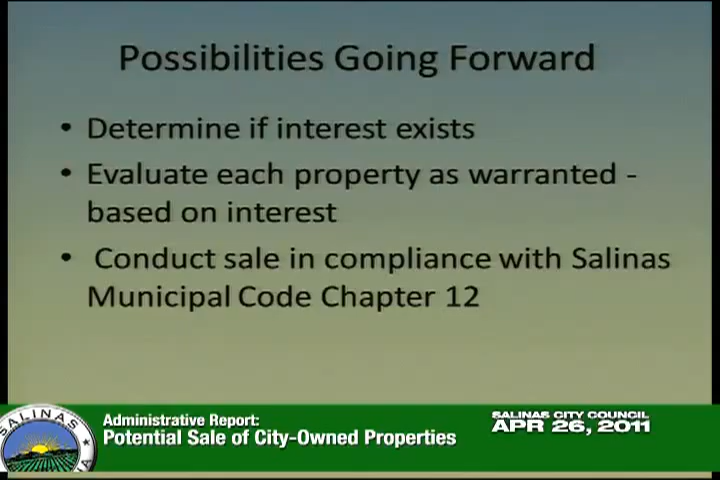 Possibilities Going Forward
• Determine if interest exists
• Evaluate each property as warranted -
based on interest
• Conduct sale in compliance with Salinas
Municipal Code Chapter 12
SALINAS
Administrative Report:
Potential Sale of City-Owned Properties
SALINAS CITY COUNCIL
APR 26, 2011